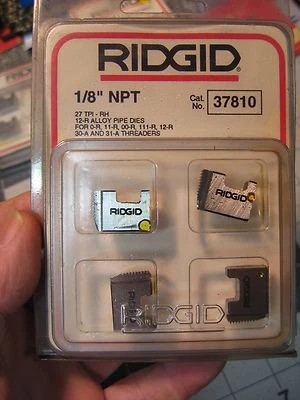 RIDGID
1/8" NPT
Cat. No. 37810
27 TPI - RH
12-R ALLOY PIPE DIES
FOR 0-R, 11-R, 00-R, 111-R, 12-R
30-A AND 31-A THREADERS
RIDGID
RIDGID
RIDGID
RIDGID